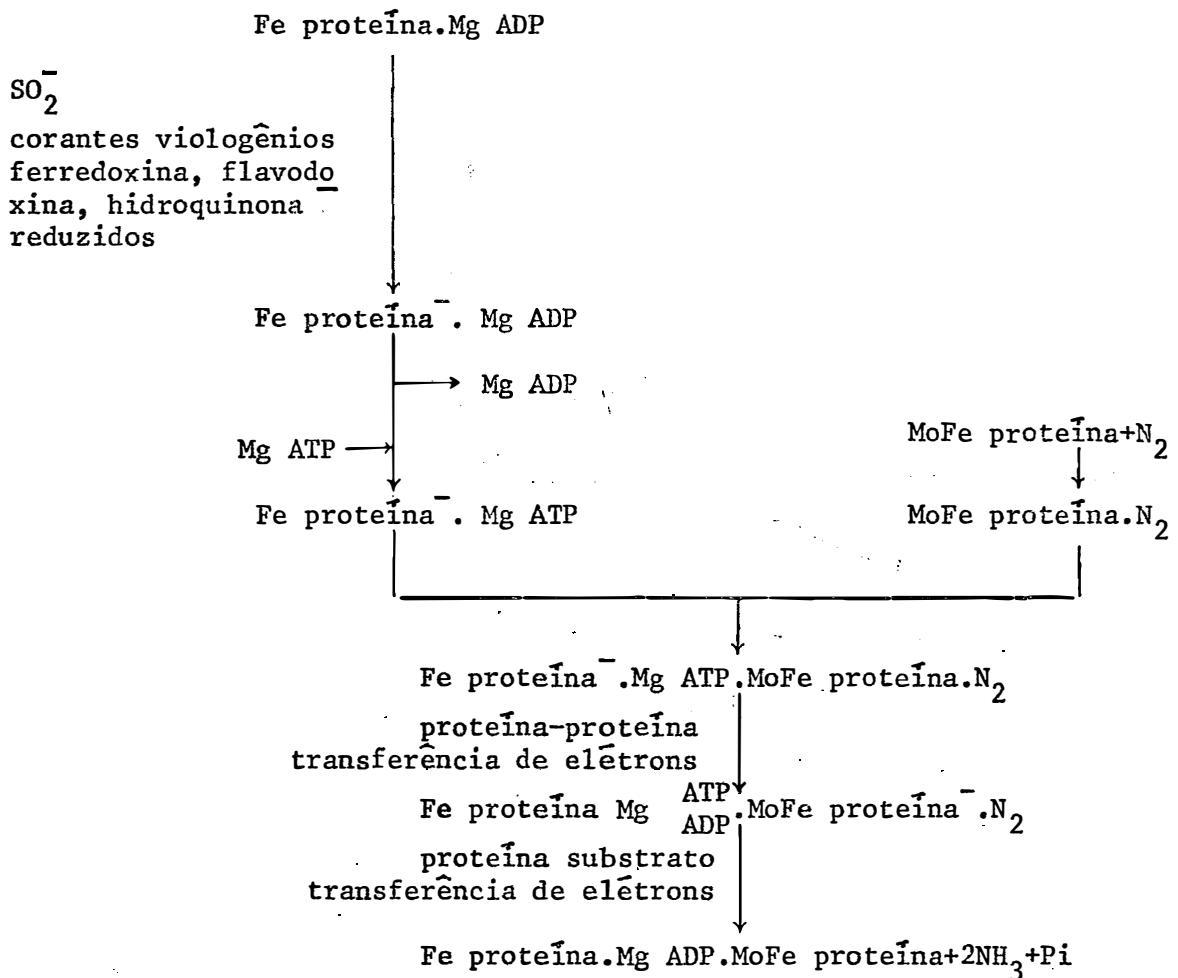 Fe proteína.Mg ADP
SO₂⁻
corantes viologênios
ferredoxina, flavodo
xina, hidroquinona
reduzidos
Fe proteína⁻. Mg ADP
Mg ADP
Mg ATP
Fe proteína⁻. Mg ATP
MoFe proteína+N₂
MoFe proteína.N₂
Fe proteína⁻.Mg ATP.MoFe proteína.N₂
proteína-proteína
transferência de elétrons
Fe proteína Mg ATP
ADP.MoFe proteína⁻.N₂
proteína substrato
transferência de elétrons
Fe proteína.Mg ADP.MoFe proteína+2NH₃+Pi